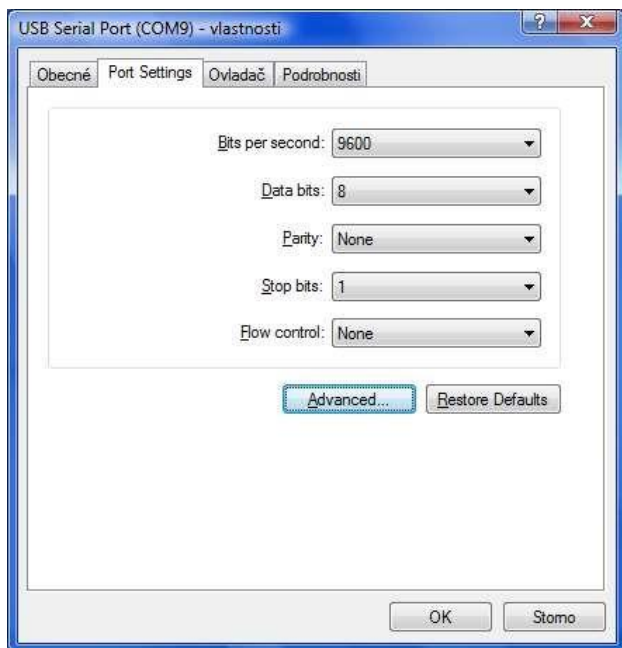 USB Serial Port (COM9) - vlastnosti
Obecné Port Settings Ovladač Podrobnosti
Bits per second: 9600
Data bits: 8
Parity: None
Stop bits: 1
Flow control: None
Advanced... Restore Defaults
OK Storno